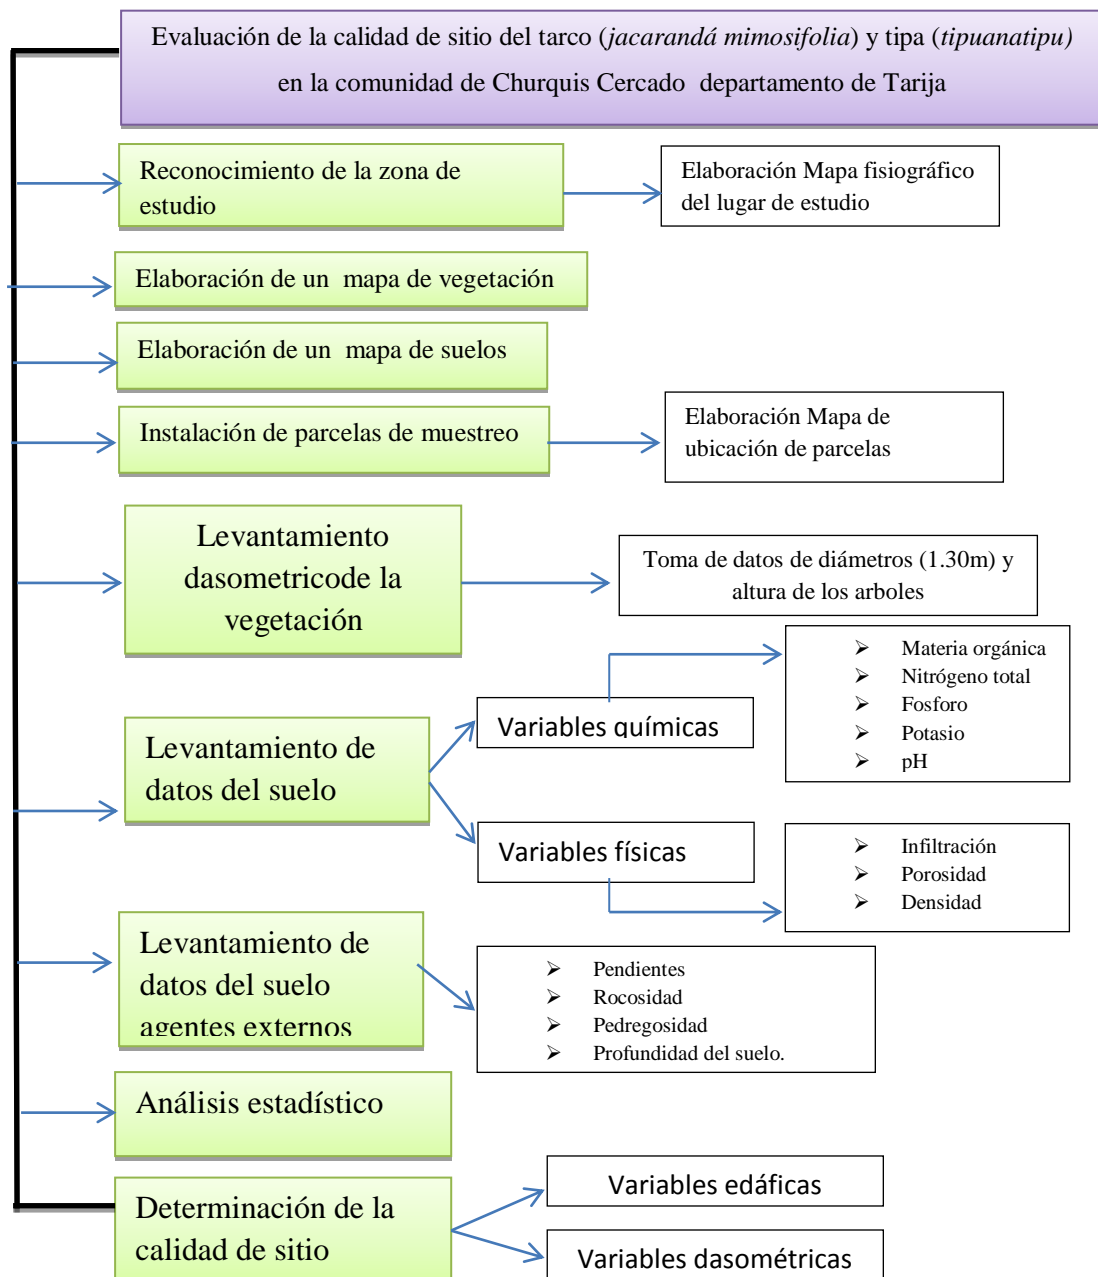 Evaluación de la calidad de sitio del tarco (jacarandá mimosifolia) y tipa (tipuanatipu)
en la comunidad de Churquis Cercado departamento de Tarija
Reconocimiento de la zona de
estudio
Elaboración Mapa fisiográfico
del lugar de estudio
Elaboración de un mapa de vegetación
Elaboración de un mapa de suelos
Instalación de parcelas de muestreo
Elaboración Mapa de
ubicación de parcelas
Levantamiento
dasometricode la
vegetación
Toma de datos de diámetros (1.30m) y
altura de los arboles
Levantamiento de
datos del suelo
Variables químicas
➢ Materia orgánica
➢ Nitrógeno total
➢ Fosforo
➢ Potasio
➢ pH
Variables físicas
➢ Infiltración
➢ Porosidad
➢ Densidad
Levantamiento de
datos del suelo
agentes externos
➢ Pendientes
➢ Rocosidad
➢ Pedregosidad
➢ Profundidad del suelo.
Análisis estadístico
Determinación de la
calidad de sitio
Variables edáficas
Variables dasométricas